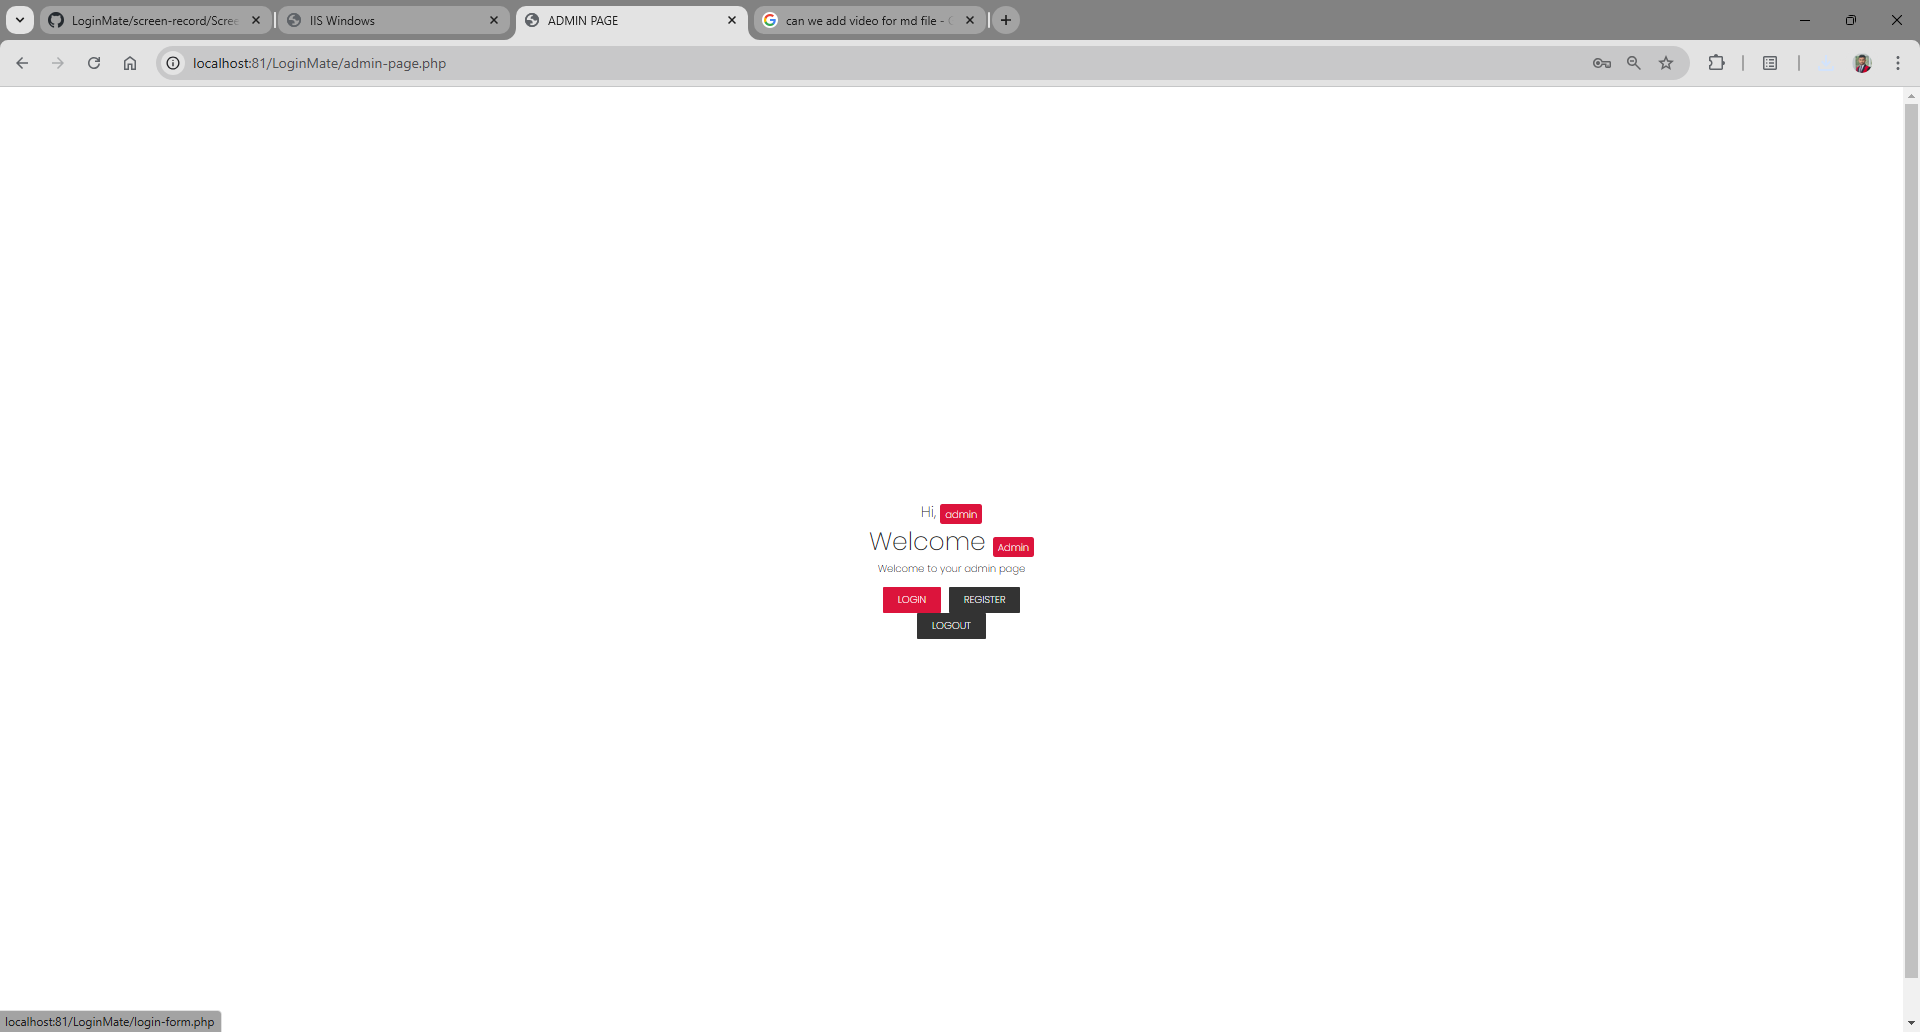 LoginMate/screen-record/Scree
IIS Windows
ADMIN PAGE
can we add video for md file -
localhost:81/LoginMate/admin-page.php
Hi, admin
Welcome Admin
Welcome to your admin page
LOGIN REGISTER
LOGOUT
localhost:81/LoginMate/login-form.php